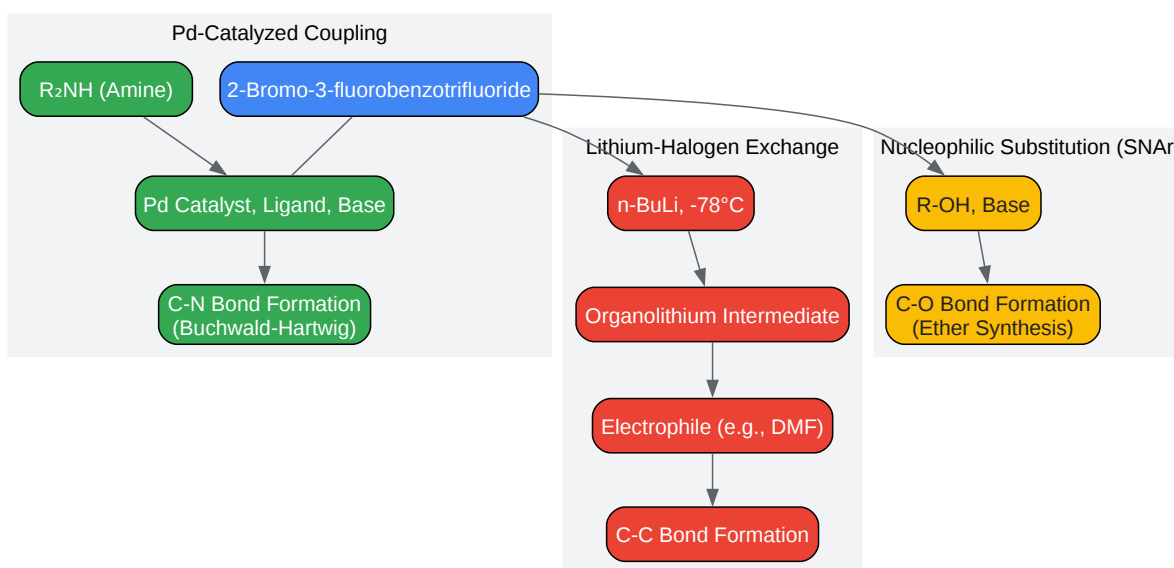 Pd-Catalyzed Coupling
R₂NH (Amine)
2-Bromo-3-fluorobenzotrifluoride
Pd Catalyst, Ligand, Base
C-N Bond Formation
(Buchwald-Hartwig)
Lithium-Halogen Exchange
n-BuLi, -78°C
Organolithium Intermediate
Electrophile (e.g., DMF)
C-C Bond Formation
Nucleophilic Substitution (SNAr
R-OH, Base
C-O Bond Formation
(Ether Synthesis)